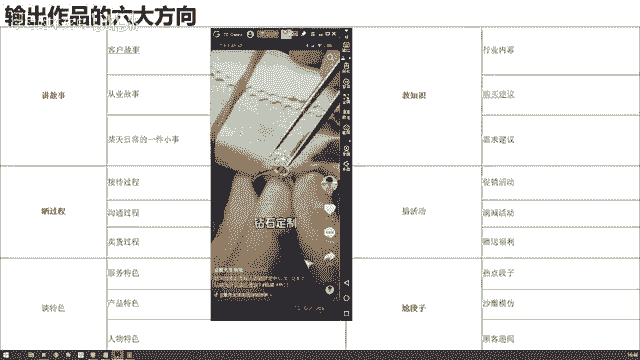 输出作品的六大方向
讲故事
客户故事
从业故事
某天日常的一件小事
晒过程
接待过程
沟通过程
卖货过程
谈特色
服务特色
产品特色
人物特色
钻石定制
教知识
行业内幕
购买建议
需求建议
搞活动
促销活动
满减活动
赠送福利
尬段子
热点段子
沙雕模仿
顾客趣闻